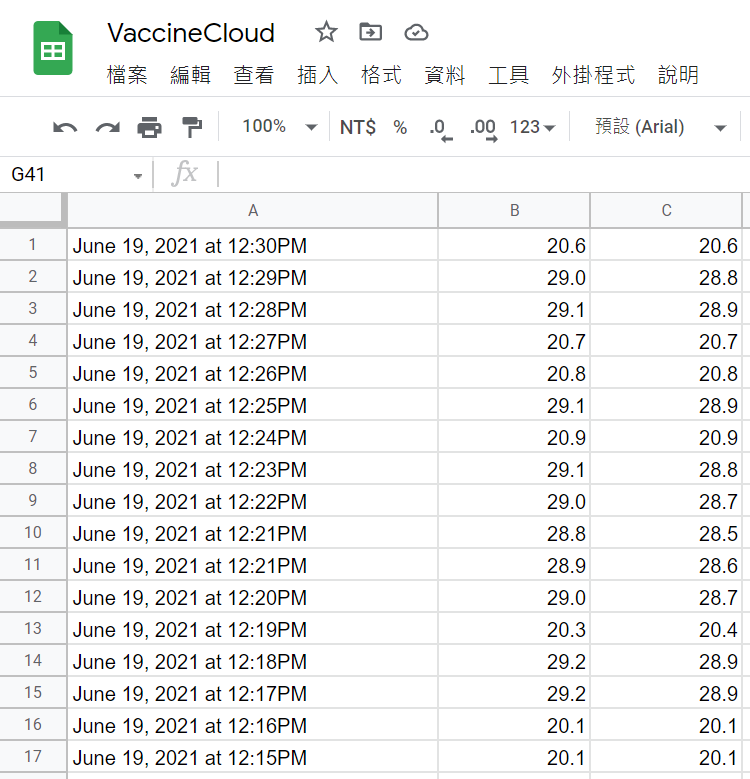 VaccineCloud
檔案 編輯 查看 插入 格式 資料 工具 外掛程式 說明
100% NT$ % .0 .00 123 預設 (Arial)
G41 fx
A B C
1 June 19, 2021 at 12:30PM 20.6 20.6
2 June 19, 2021 at 12:29PM 29.0 28.8
3 June 19, 2021 at 12:28PM 29.1 28.9
4 June 19, 2021 at 12:27PM 20.7 20.7
5 June 19, 2021 at 12:26PM 20.8 20.8
6 June 19, 2021 at 12:25PM 29.1 28.9
7 June 19, 2021 at 12:24PM 20.9 20.9
8 June 19, 2021 at 12:23PM 29.1 28.8
9 June 19, 2021 at 12:22PM 29.0 28.7
10 June 19, 2021 at 12:21PM 28.8 28.5
11 June 19, 2021 at 12:21PM 28.9 28.6
12 June 19, 2021 at 12:20PM 29.0 28.7
13 June 19, 2021 at 12:19PM 20.3 20.4
14 June 19, 2021 at 12:18PM 29.2 28.9
15 June 19, 2021 at 12:17PM 29.2 28.9
16 June 19, 2021 at 12:16PM 20.1 20.1
17 June 19, 2021 at 12:15PM 20.1 20.1